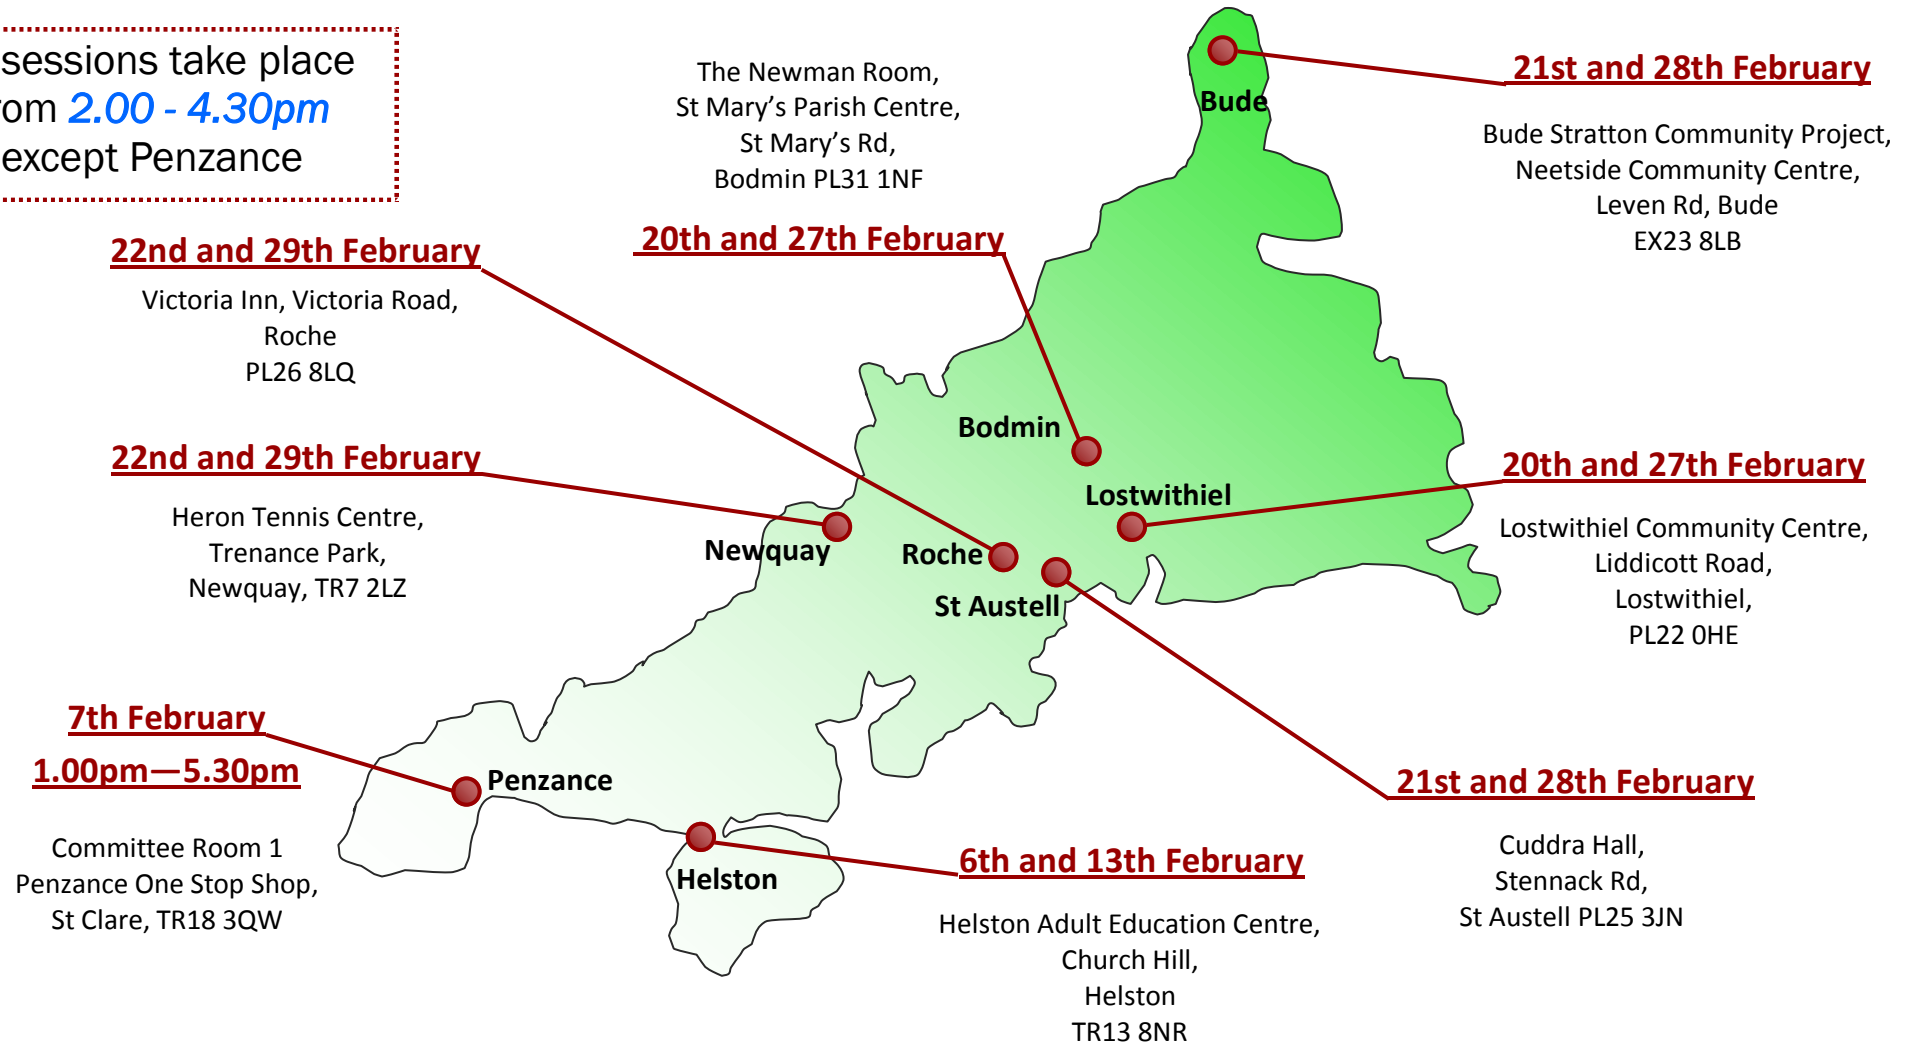 sessions take place
om 2.00 - 4.30pm
except Penzance
The Newman Room,
St Mary’s Parish Centre,
St Mary’s Rd,
Bodmin PL31 1NF
20th and 27th February
21st and 28th February
Bude Stratton Community Project,
Neetside Community Centre,
Leven Rd, Bude
EX23 8LB
22nd and 29th February
Victoria Inn, Victoria Road,
Roche
PL26 8LQ
22nd and 29th February
Heron Tennis Centre,
Trenance Park,
Newquay, TR7 2LZ
Bude
Bodmin
Lostwithiel
Newquay
Roche
St Austell
Penzance
Helston
20th and 27th February
Lostwithiel Community Centre,
Liddicott Road,
Lostwithiel,
PL22 0HE
7th February
1.00pm—5.30pm
Committee Room 1
Penzance One Stop Shop,
St Clare, TR18 3QW
6th and 13th February
Helston Adult Education Centre,
Church Hill,
Helston
TR13 8NR
21st and 28th February
Cuddra Hall,
Stennack Rd,
St Austell PL25 3JN